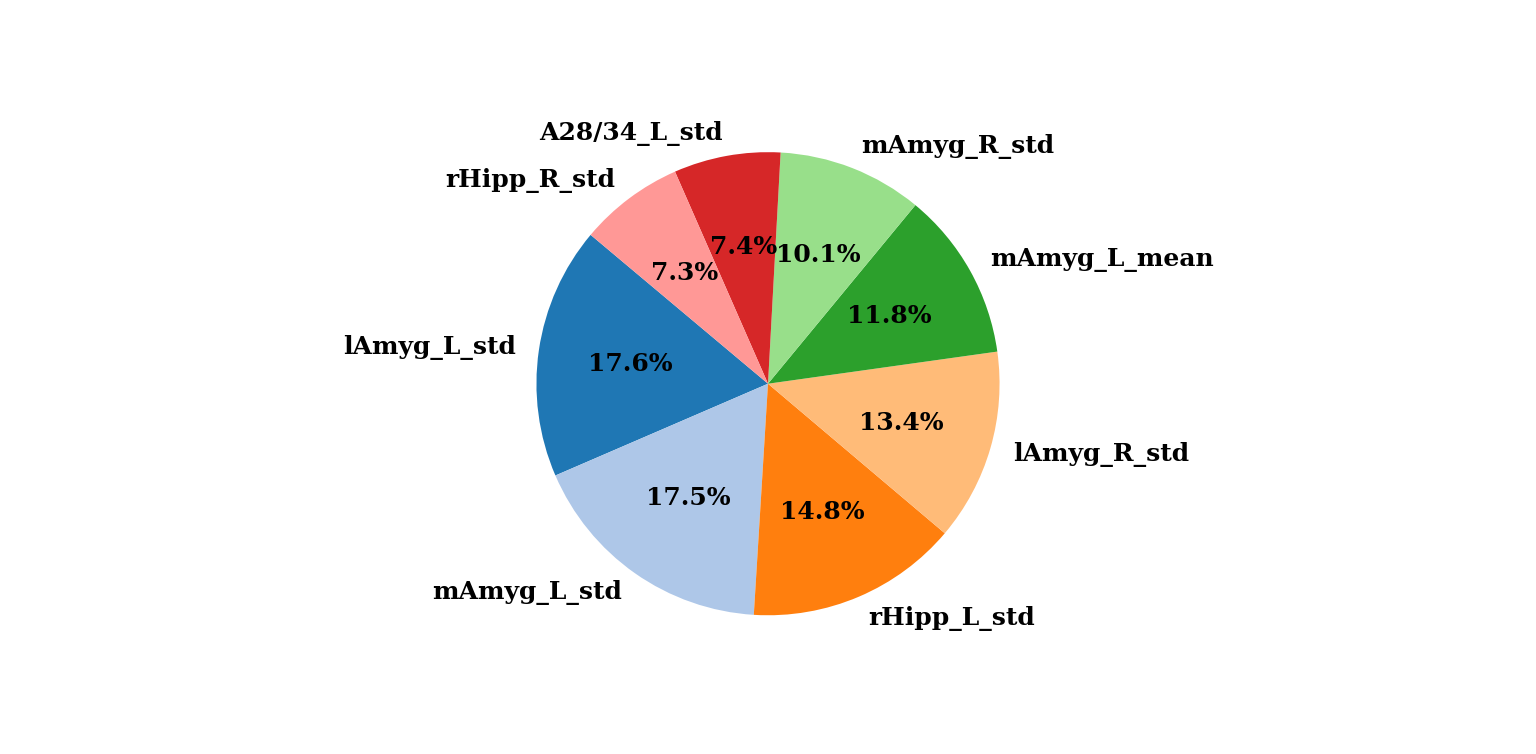 A28/34_L_std
mAmyg_R_std
rHipp_R_std
mAmyg_L_mean
7.4%
10.1%
7.3%
11.8%
lAmyg_L_std
17.6%
13.4%
lAmyg_R_std
17.5%
14.8%
mAmyg_L_std
rHipp_L_std